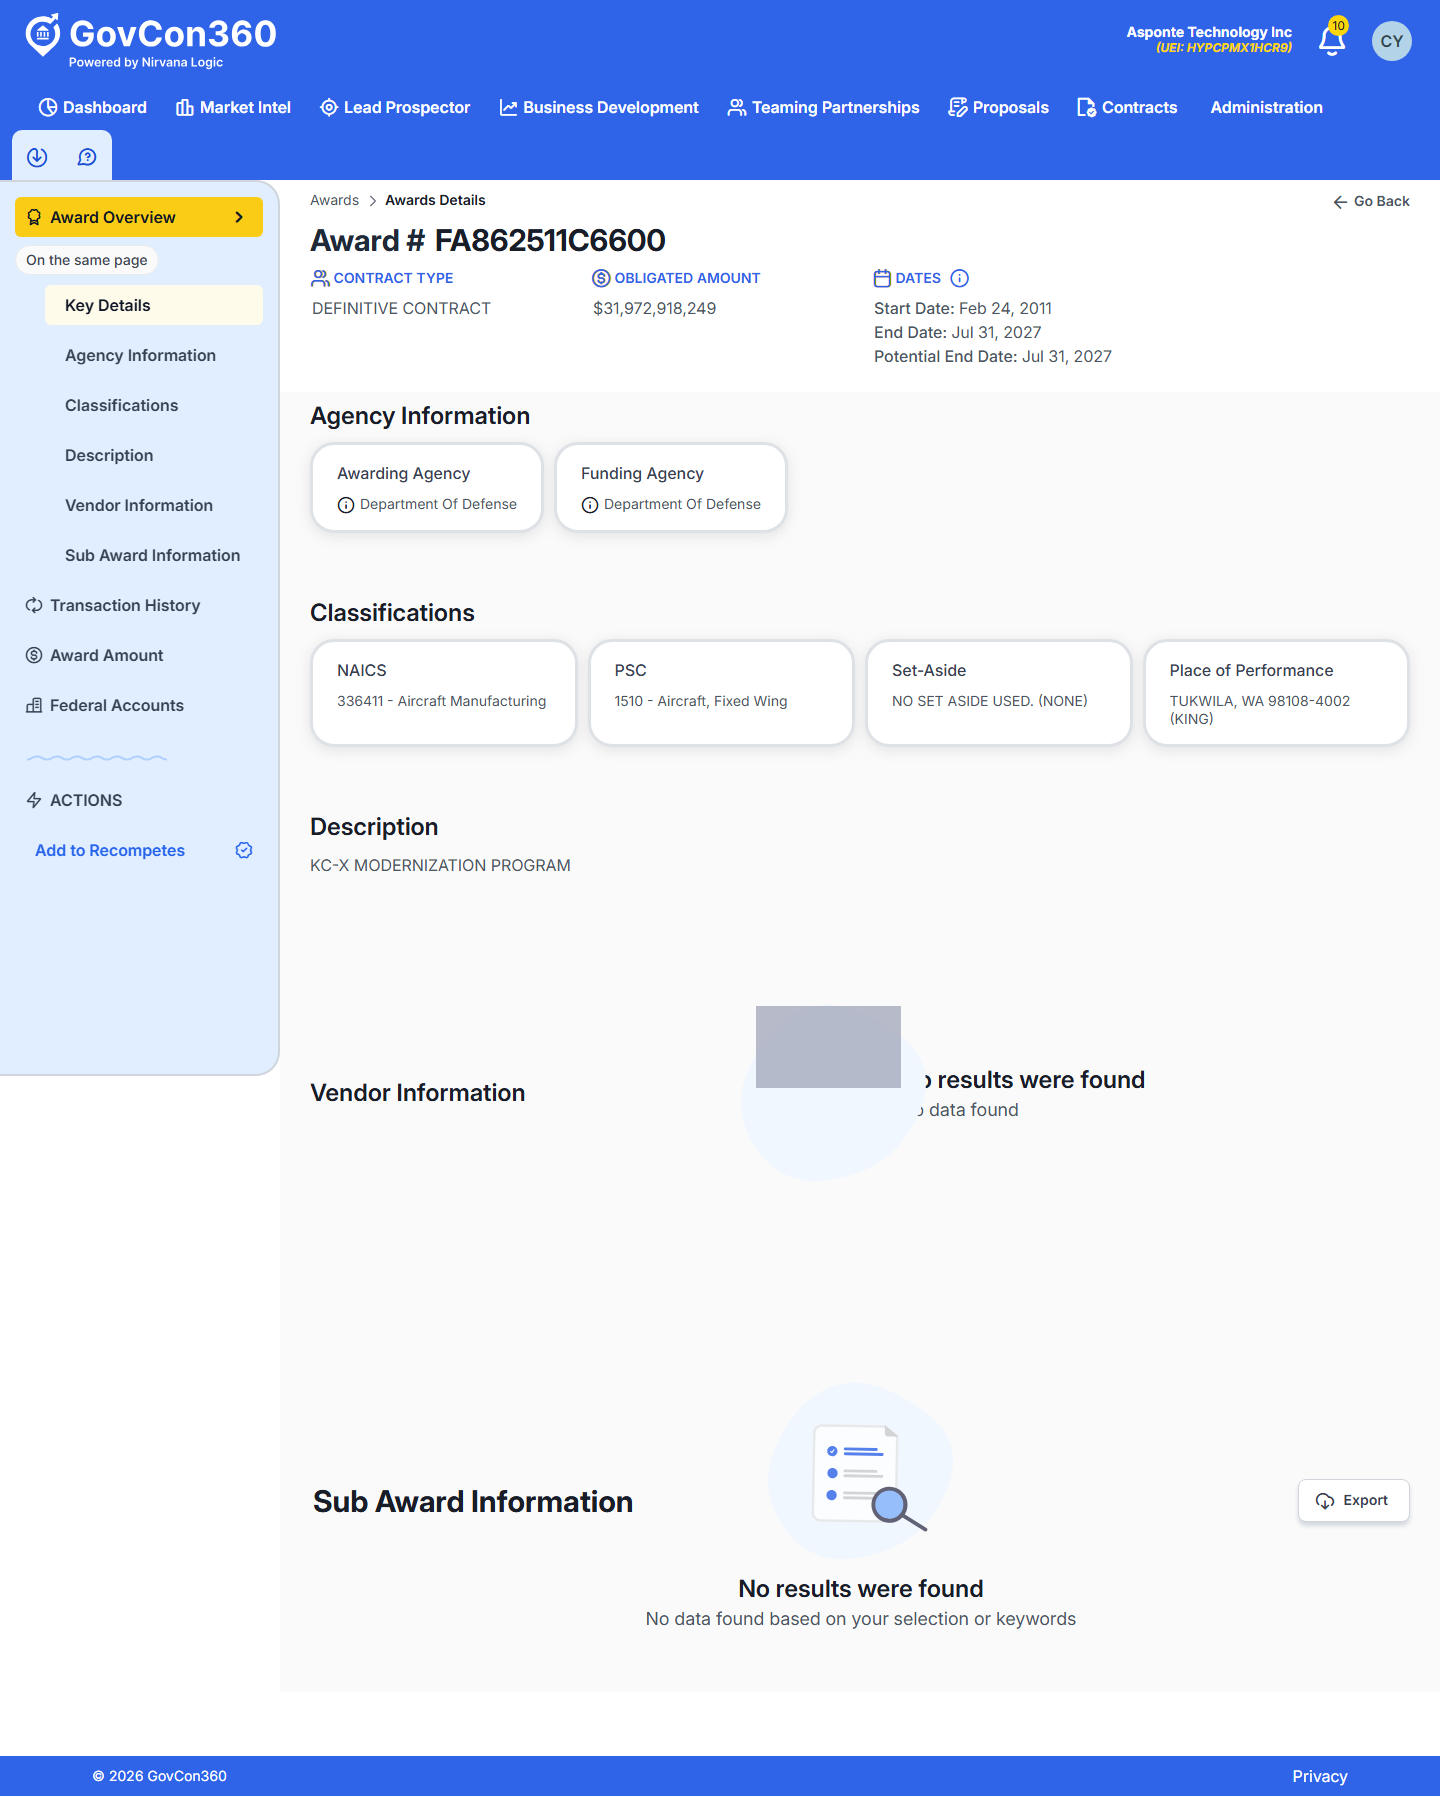 GovCon360
Powered by Nirvana Logic
Asponte Technology Inc
(UEI: HYPCPMX1HCR9)
10
CY
Dashboard
Market Intel
Lead Prospector
Business Development
Teaming Partnerships
Proposals
Contracts
Administration
Award Overview
On the same page
Key Details
Agency Information
Classifications
Description
Vendor Information
Sub Award Information
Transaction History
Award Amount
Federal Accounts
ACTIONS
Add to Recompetes
Awards > Awards Details
Go Back
Award # FA862511C6600
CONTRACT TYPE
DEFINITIVE CONTRACT
OBLIGATED AMOUNT
$31,972,918,249
DATES
Start Date: Feb 24, 2011
End Date: Jul 31, 2027
Potential End Date: Jul 31, 2027
Agency Information
Awarding Agency
Department Of Defense
Funding Agency
Department Of Defense
Classifications
NAICS
336411 - Aircraft Manufacturing
PSC
1510 - Aircraft, Fixed Wing
Set-Aside
NO SET ASIDE USED. (NONE)
Place of Performance
TUKWILA, WA 98108-4002
(KING)
Description
KC-X MODERNIZATION PROGRAM
Vendor Information
results were found
data found
Sub Award Information
Export
No results were found
No data found based on your selection or keywords
© 2026 GovCon360
Privacy